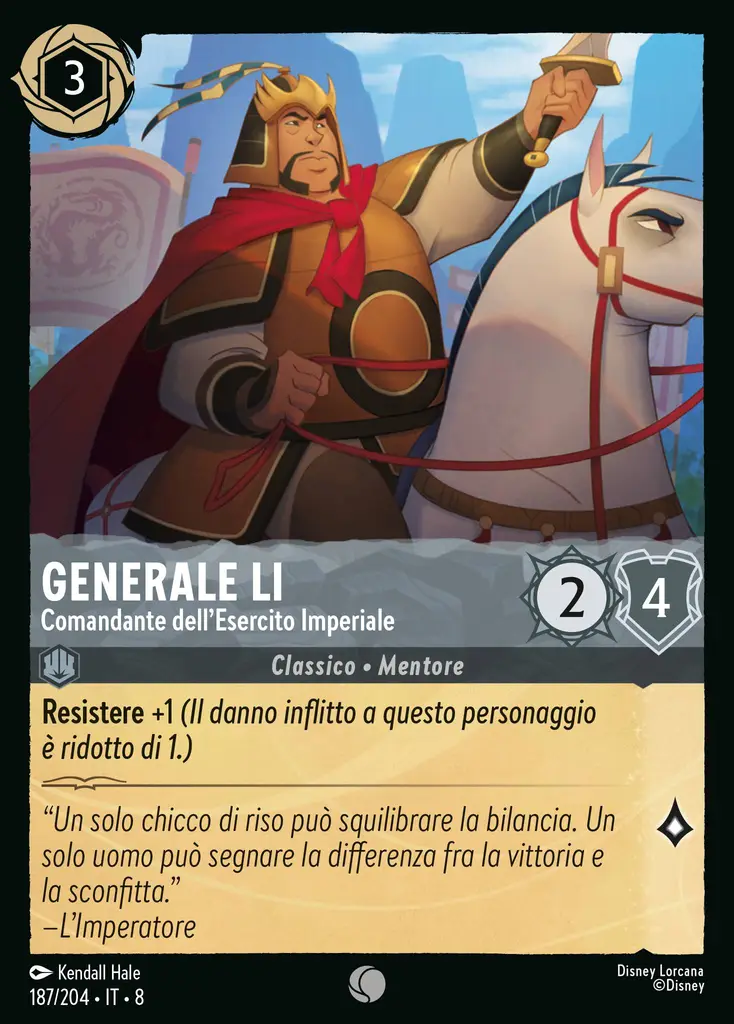 3
GENERALE LI
Comandante dell'Esercito Imperiale
2
4
Classico • Mentore
Resistere +1 (Il danno inflitto a questo personaggio
è ridotto di 1.)
“Un solo chicco di riso può squilibrare la bilancia. Un
solo uomo può segnare la differenza fra la vittoria e
la sconfitta.”
–L'Imperatore
Kendall Hale
187/204 • IT • 8
Disney Lorcana
©Disney